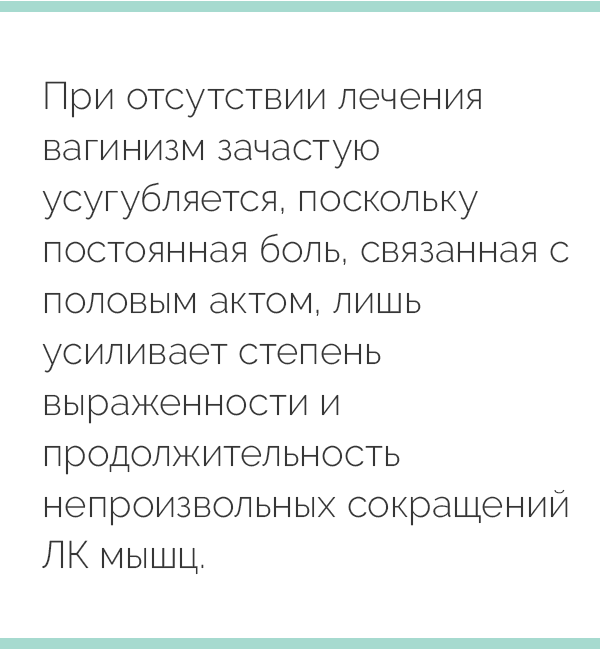 При отсутствии лечения
вагинизм зачастую
усугубляется, поскольку
постоянная боль, связанная с
половым актом, лишь
усиливает степень
выраженности и
продолжительность
непроизвольных сокращений
ЛК мышц.